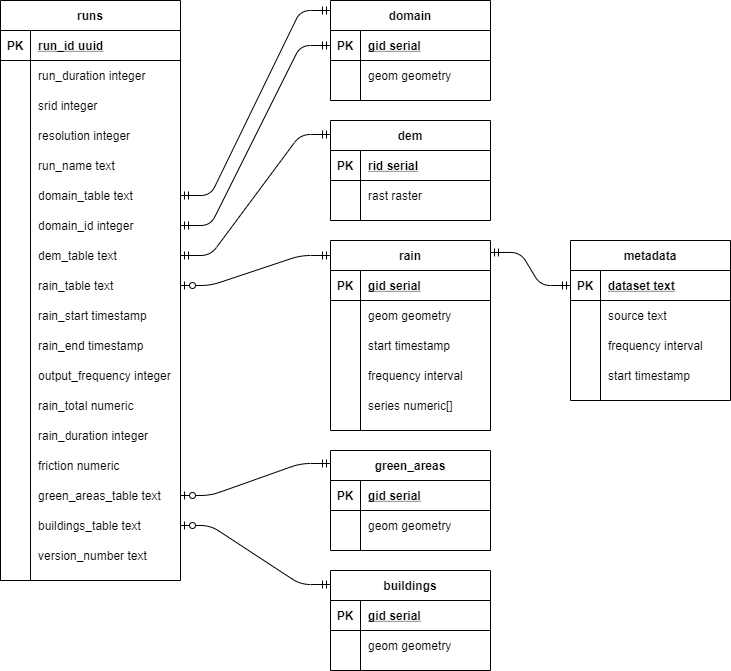 runs
PK run_id uuid
run_duration integer
srid integer
resolution integer
run_name text
domain_table text
domain_id integer
dem_table text
rain_table text
rain_start timestamp
rain_end timestamp
output_frequency integer
rain_total numeric
rain_duration integer
friction numeric
green_areas_table text
buildings_table text
version_number text
domain
PK gid serial
geom geometry
dem
PK rid serial
rast raster
rain
PK gid serial
geom geometry
start timestamp
frequency interval
series numeric[]
metadata
PK dataset text
source text
frequency interval
start timestamp
green_areas
PK gid serial
geom geometry
buildings
PK gid serial
geom geometry